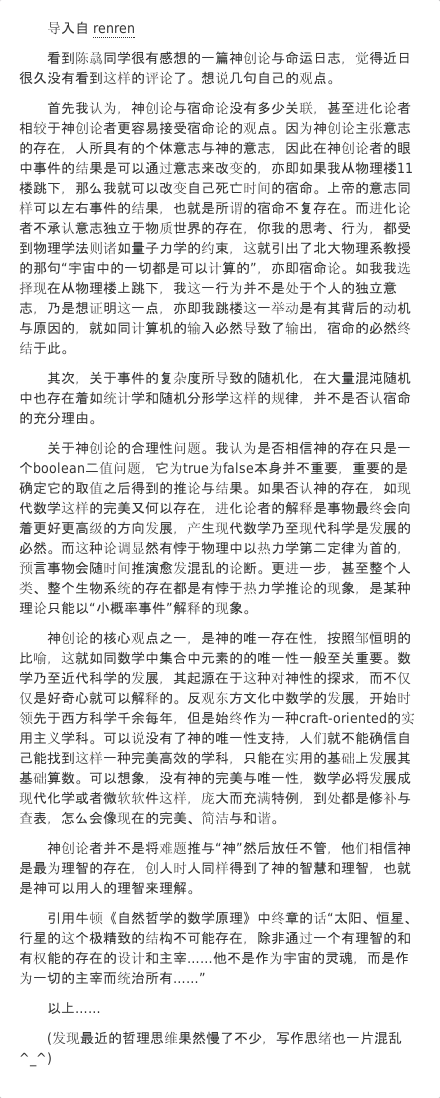 导入自 renren
看到陈骉同学很有感想的一篇神创论与命运日志，觉得近日
很久没有看到这样的评论了。想说几句自己的观点。
首先我认为，神创论与宿命论没有多少关联，甚至进化论者
相较于神创论者更容易接受宿命论的观点。因为神创论主张意志
的存在，人所具有的个体意志与神的意志，因此在神创论者的眼
中事件的结果是可以通过意志来改变的，亦即如果我从物理楼11
楼跳下，那么我就可以改变自己死亡时间的宿命。上帝的意志同
样可以左右事件的结果，也就是所谓的宿命不复存在。而进化论
者不承认意志独立于物质世界的存在，你我的思考、行为，都受
到物理学法则诸如量子力学的约束，这就引出了北大物理系教授
的那句“宇宙中的一切都是可以计算的”，亦即宿命论。如我我选
择现在从物理楼上跳下，我这一行为并不是处于个人的独立意
志，乃是想证明这一点，亦即我跳楼这一举动是有其背后的动机
与原因的，就如同计算机的输入必然导致了输出，宿命的必然终
结于此。
其次，关于事件的复杂度所导致的随机化，在大量混沌随机
中也存在着如统计学和随机分形学这样的规律，并不是否认宿命
的充分理由。
关于神创论的合理性问题。我认为是否相信神的存在只是一
个boolean二值问题，它为true为false本身并不重要，重要的是
确定它的取值之后得到的推论与结果。如果否认神的存在，如现
代数学这样的完美又何以存在，进化论者的解释是事物最终会向
着更好更高级的方向发展，产生现代数学乃至现代科学是发展的
必然。而这种论调显然有悖于物理中以热力学第二定律为首的，
预言事物会随时间推演愈发混乱的论断。更进一步，甚至整个人
类、整个生物系统的存在都是有悖于热力学推论的现象，是某种
理论只能以“小概率事件”解释的现象。
神创论的核心观点之一，是神的唯一存在性，按照邹恒明的
比喻，这就如同数学中集合中元素的的唯一性一般至关重要。数
学乃至近代科学的发展，其起源在于这种对神性的探求，而不仅
仅是好奇心就可以解释的。反观东方文化中数学的发展，开始时
领先于西方科学千余每年，但是始终作为一种craft-oriented的实
用主义学科。可以说没有了神的唯一性支持，人们就不能确信自
己能找到这样一种完美高效的学科，只能在实用的基础上发展其
基础算数。可以想象，没有神的完美与唯一性，数学必将发展成
现代化学或者微软软件这样，庞大而充满特例，到处都是修补与
查表，怎么会像现在的完美、简洁与和谐。
神创论者并不是将难题推与“神”然后放任不管，他们相信神
是最为理智的存在，创人时人同样得到了神的智慧和理智，也就
是神可以用人的理智来理解。
引用牛顿《自然哲学的数学原理》中终章的话“太阳、恒星、
行星的这个极精致的结构不可能存在，除非通过一个有理智的和
有权能的存在的设计和主宰……他不是作为宇宙的灵魂，而是作
为一切的主宰而统治所有……”
以上……
(发现最近的哲理思维果然慢了不少，写作思绪也一片混乱
^_^)